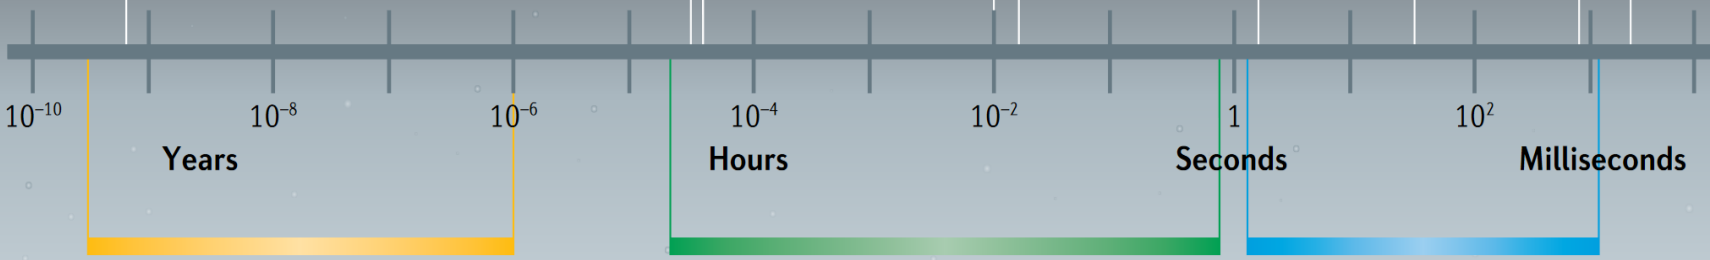 10⁻¹⁰ 10⁻⁸ 10⁻⁶ 10⁻⁴ 10⁻² 1 10²
Years Hours Seconds Milliseconds